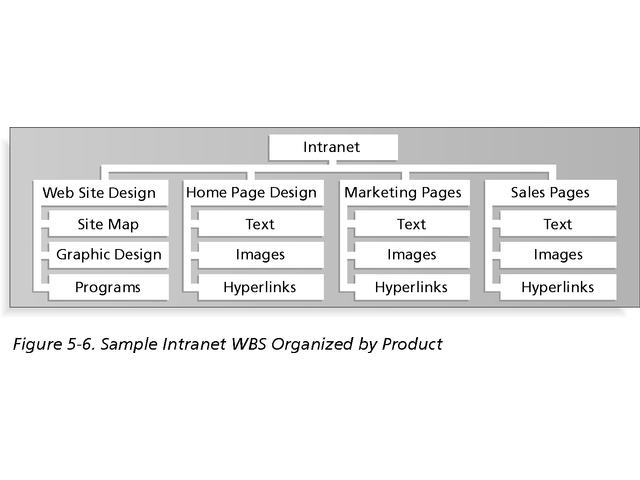 Intranet
Web Site Design Home Page Design Marketing Pages Sales Pages
Site Map Text Text Text
Graphic Design Images Images Images
Programs Hyperlinks Hyperlinks Hyperlinks
Figure 5-6. Sample Intranet WBS Organized by Product